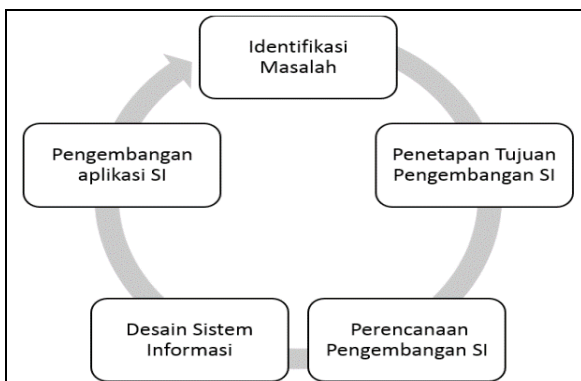 Identifikasi
Masalah
Penetapan Tujuan
Pengembangan SI
Perencanaan
Pengembangan SI
Desain Sistem
Informasi
Pengembangan
aplikasi SI